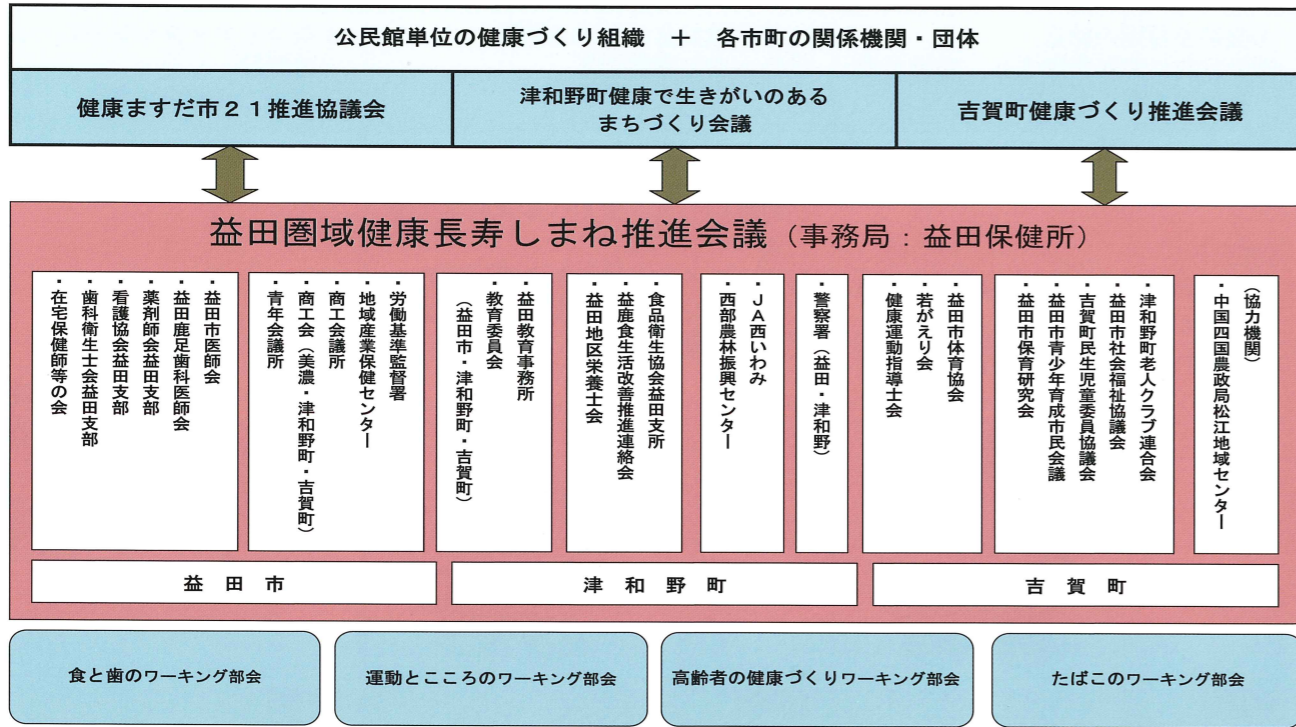 公民館単位の健康づくり組織 + 各市町の関係機関・団体
健康ますだ市21推進協議会
津和野町健康で生きがいのある
まちづくり会議
吉賀町健康づくり推進会議
益田圏域健康長寿しまね推進会議（事務局：益田保健所）
・益田市医師会
・益田鹿足歯科医師会
・薬剤師会益田支部
・看護協会益田支部
・歯科衛生士会益田支部
・在宅保健師等の会
・労働基準監督署
・地域産業保健センター
・商工会議所
・商工会（美濃・津和野町・吉賀町）
・青年会議所
・益田教育事務所
・教育委員会
（益田市・津和野町・吉賀町）
・食品衛生協会益田支所
・益鹿食生活改善推進連絡会
・益田地区栄養士会
・JA西いわみ
・西部農林振興センター
・警察署（益田・津和野）
・益田市体育協会
・若がえり会
・健康運動指導士会
・津和野町老人クラブ連合会
・益田市社会福祉協議会
・吉賀町民生児童委員協議会
・益田市青少年育成市民会議
・益田市保育研究会
（協力機関）
・中国四国農政局松江地域センター
益田市
津和野町
吉賀町
食と歯のワーキング部会
運動とこころのワーキング部会
高齢者の健康づくりワーキング部会
たばこのワーキング部会